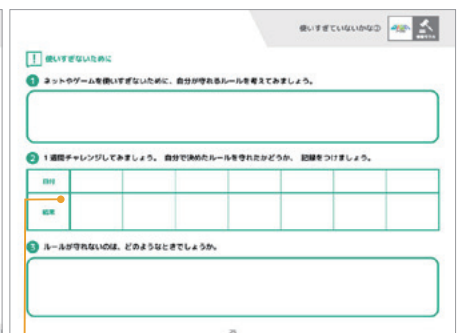 使いすぎていないかな②
! 使いすぎないために
1 ネットやゲームを使いすぎないために、自分が守れるルールを考えてみましょう。
2 1週間チャレンジしてみましょう。 自分で決めたルールを守れたかどうか、 記録をつけましょう。
日付
結果
3 ルールが守れないのは、どのようなときでしょうか。